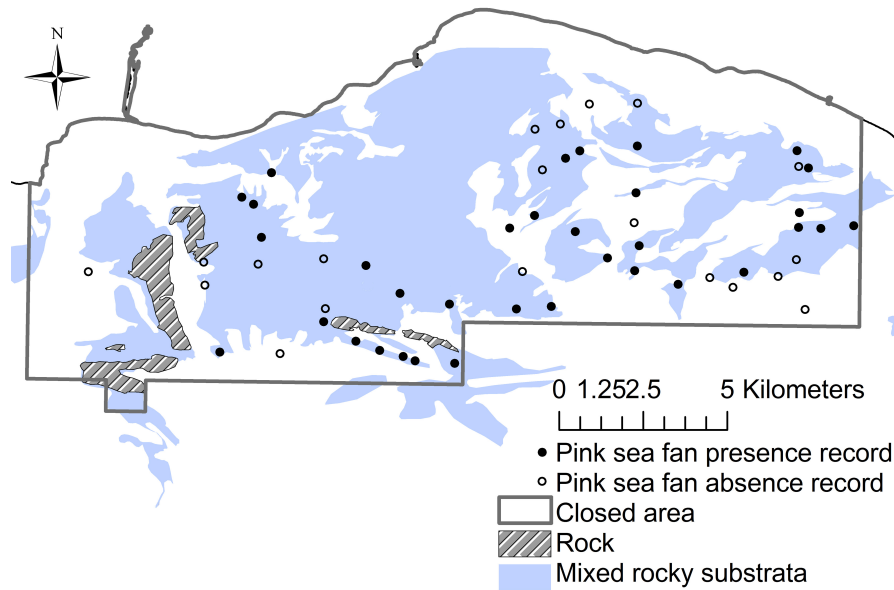 N
0 1.252.5 5 Kilometers
Pink sea fan presence record
Pink sea fan absence record
Closed area
Rock
Mixed rocky substrata